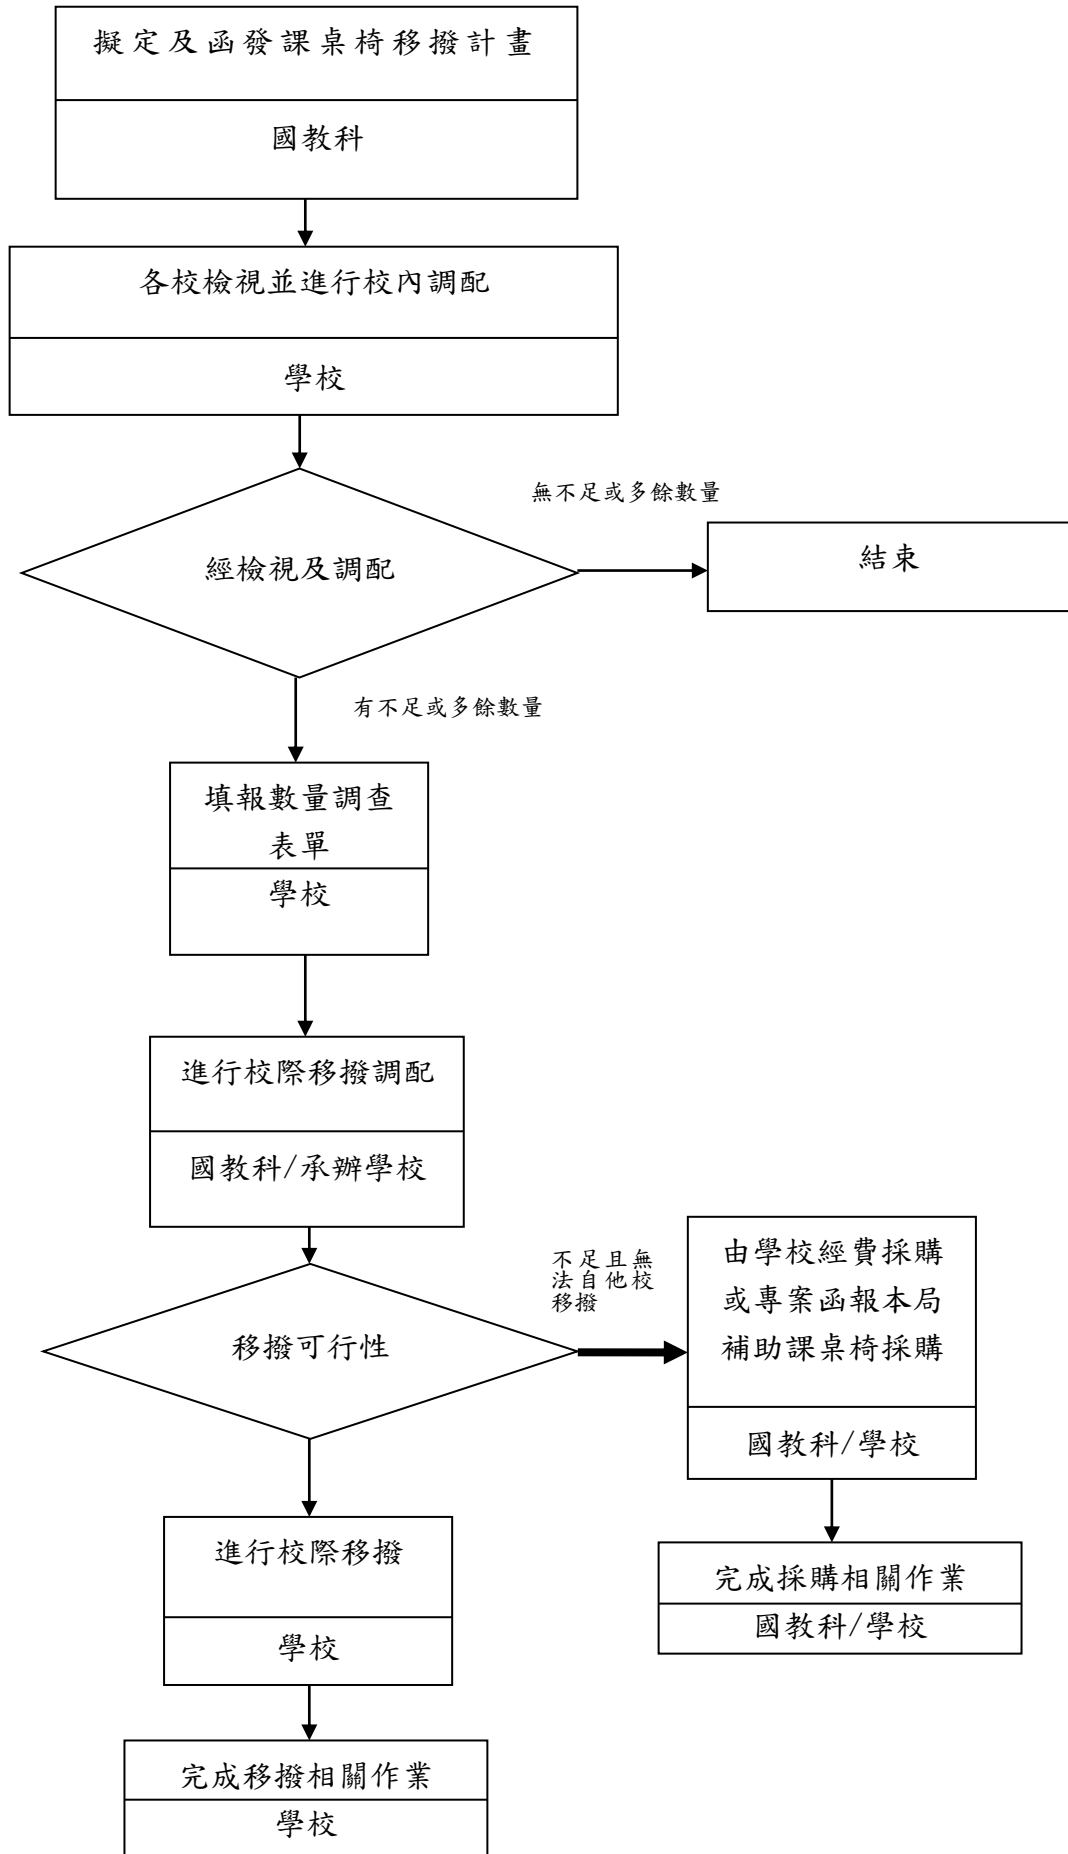 擬定及函發課桌椅移撥計畫
國教科
各校檢視並進行校內調配
學校
無不足或多餘數量
經檢視及調配
結束
有不足或多餘數量
填報數量調查
表單
學校
進行校際移撥調配
國教科/承辦學校
不足且無
法自他校
移撥
由學校經費採購
或專案函報本局
補助課桌椅採購
移撥可行性
國教科/學校
進行校際移撥
學校
完成採購相關作業
國教科/學校
完成移撥相關作業
學校